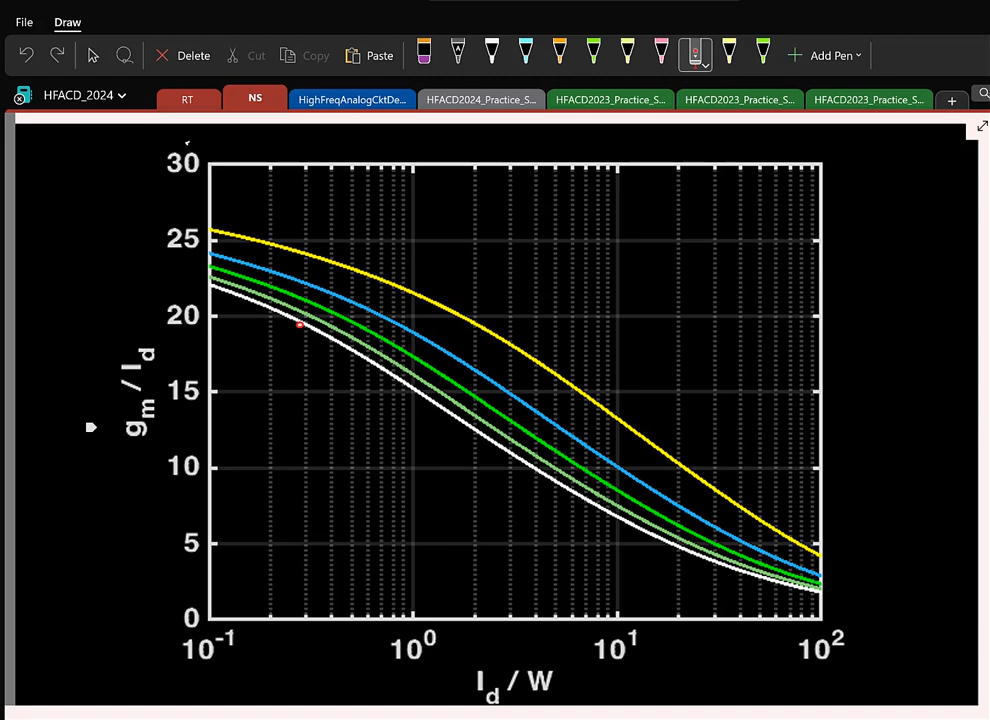 File Draw
Delete Cut Copy Paste Add Pen
HFACD_2024 RT NS HighFreqAnalogCktDe... HFACD2024_Practice_S... HFACD2023_Practice_S... HFACD2023_Practice_S... HFACD2023_Practice_S... +
30
25
20
15
10
5
0
gm / Id
10-1 100 101 102
Id / W